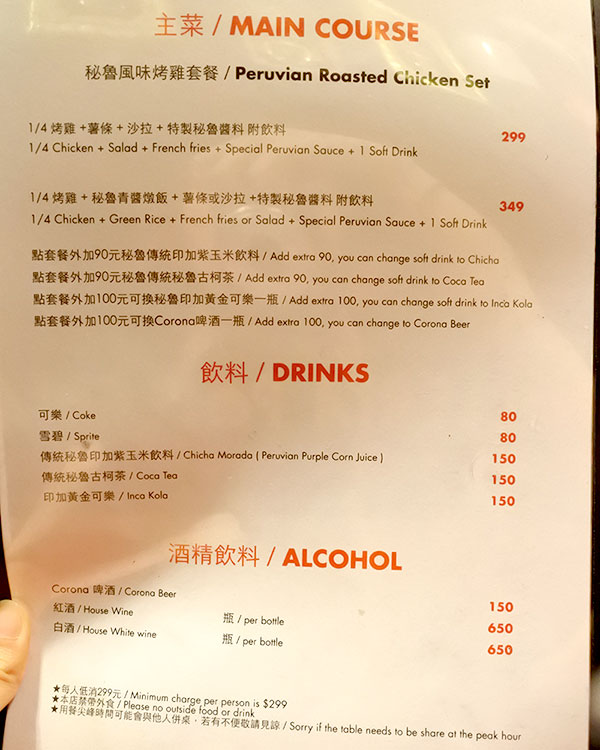 主菜 / MAIN COURSE
秘魯風味烤雞套餐 / Peruvian Roasted Chicken Set
1/4 烤雞 +薯條 + 沙拉 + 特製秘魯醬料 附飲料 299
1/4 Chicken + Salad + French fries + Special Peruvian Sauce + 1 Soft Drink
1/4 烤雞 + 秘魯青醬燉飯 + 薯條或沙拉 +特製秘魯醬料 附飲料 349
1/4 Chicken + Green Rice + French fries or Salad + Special Peruvian Sauce + 1 Soft Drink
點套餐外加90元秘魯傳統印加紫玉米飲料 / Add extra 90, you can change soft drink to Chicha
點套餐外加90元可換傳統秘魯古柯茶 / Add extra 90, you can change soft drink to Coca Tea
點套餐外加100元可換秘魯印加黃金可樂一瓶 / Add extra 100, you can change soft drink to Inca Kola
點套餐外加100元可換Corona啤酒一瓶 / Add extra 100, you can change to Corona Beer
飲料 / DRINKS
可樂 / Coke 80
雪碧 / Sprite 80
傳統秘魯印加紫玉米飲料 / Chicha Morada ( Peruvian Purple Corn Juice ) 150
傳統秘魯古柯茶 / Coca Tea 150
印加黃金可樂 / Inca Kola 150
酒精飲料 / ALCOHOL
Corona 啤酒 / Corona Beer 150
紅酒 / House Wine 瓶 / per bottle 650
白酒 / House White wine 瓶 / per bottle 650
★每人低消299元 / Minimum charge per person is $299
★本店禁帶外食 / Please no outside food or drink
★用餐尖峰時間可能會與他人併桌，若有不便敬請見諒 / Sorry if the table needs to be share at the peak hour